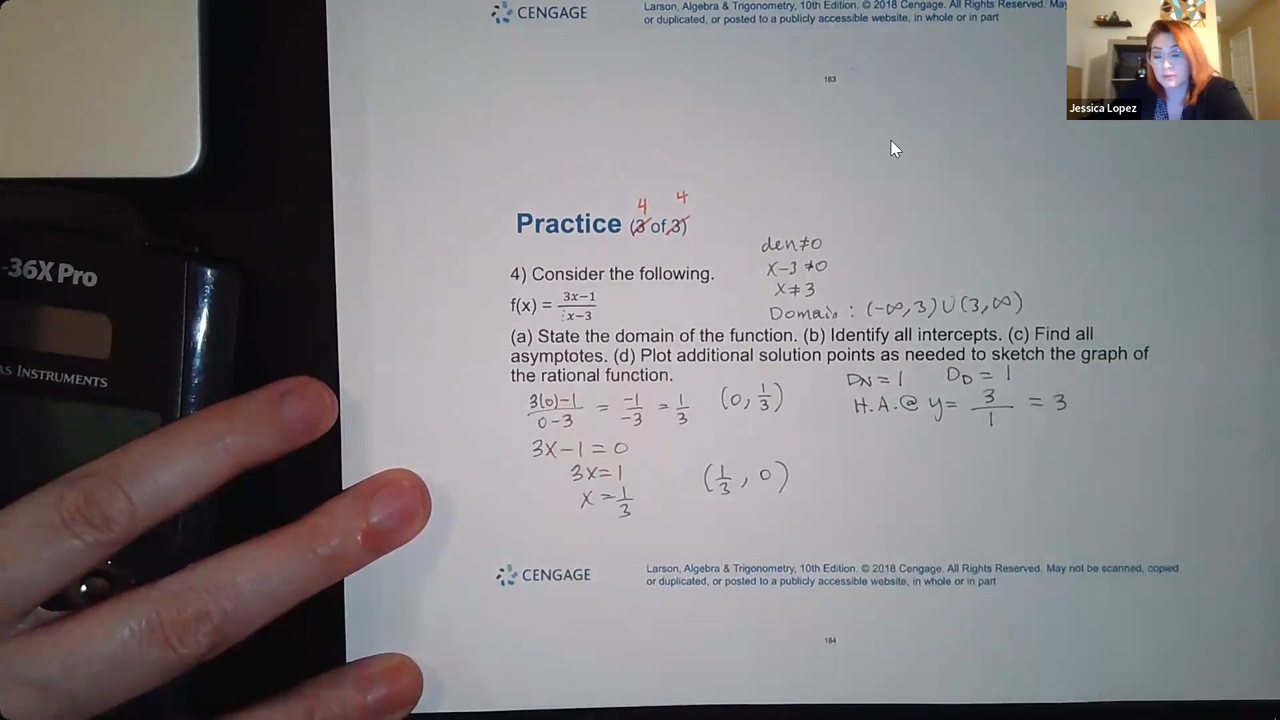 CENGAGE
Larson, Algebra & Trigonometry, 10th Edition. © 2018 Cengage. All Rights Reserved. May
or duplicated, or posted to a publicly accessible website, in whole or in part
183
Jessica Lopez
4 4
Practice (3 of 3)
den≠0
x-3≠0
x≠3
Domain: (-∞,3)∪(3,∞)
4) Consider the following.
f(x) = 3x−1
x−3
(a) State the domain of the function. (b) Identify all intercepts. (c) Find all
asymptotes. (d) Plot additional solution points as needed to sketch the graph of
the rational function.
DN = 1 DD = 1
H.A.@ y= 3/1 = 3
3(0)-1/0-3 = -1/-3 = 1/3 (0, 1/3)
3x-1=0
3x=1
x=1/3 (1/3, 0)
CENGAGE
Larson, Algebra & Trigonometry, 10th Edition. © 2018 Cengage. All Rights Reserved. May not be scanned, copied
or duplicated, or posted to a publicly accessible website, in whole or in part
184
-36X Pro
AS INSTRUMENTS